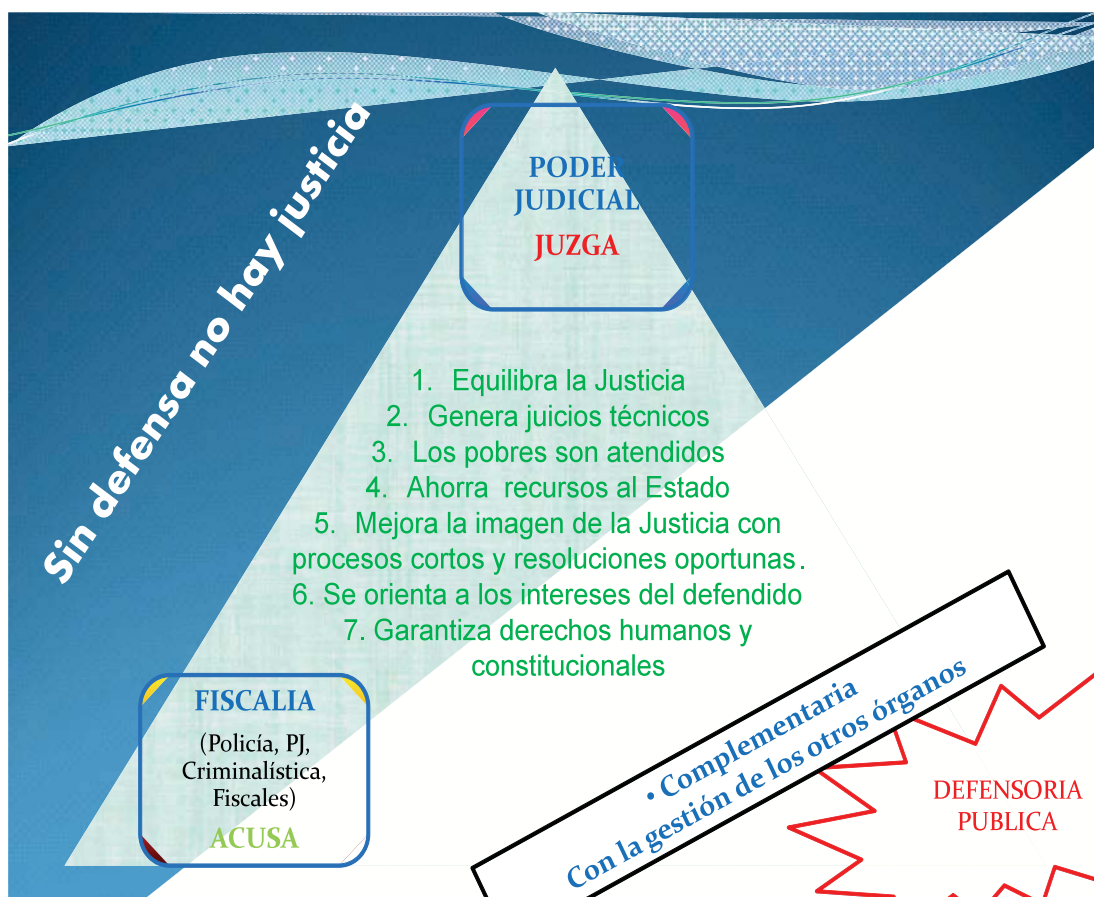 Sin defensa no hay justicia
PODER
JUDICIAL
JUZGA
1. Equilibra la Justicia
2. Genera juicios técnicos
3. Los pobres son atendidos
4. Ahorra recursos al Estado
5. Mejora la imagen de la Justicia con
procesos cortos y resoluciones oportunas.
6. Se orienta a los intereses del defendido
7. Garantiza derechos humanos y
constitucionales
FISCALIA
(Policía, PJ,
Criminalística,
Fiscales)
ACUSA
• Complementaria
Con la gestión de los otros órganos
DEFENSORIA
PUBLICA